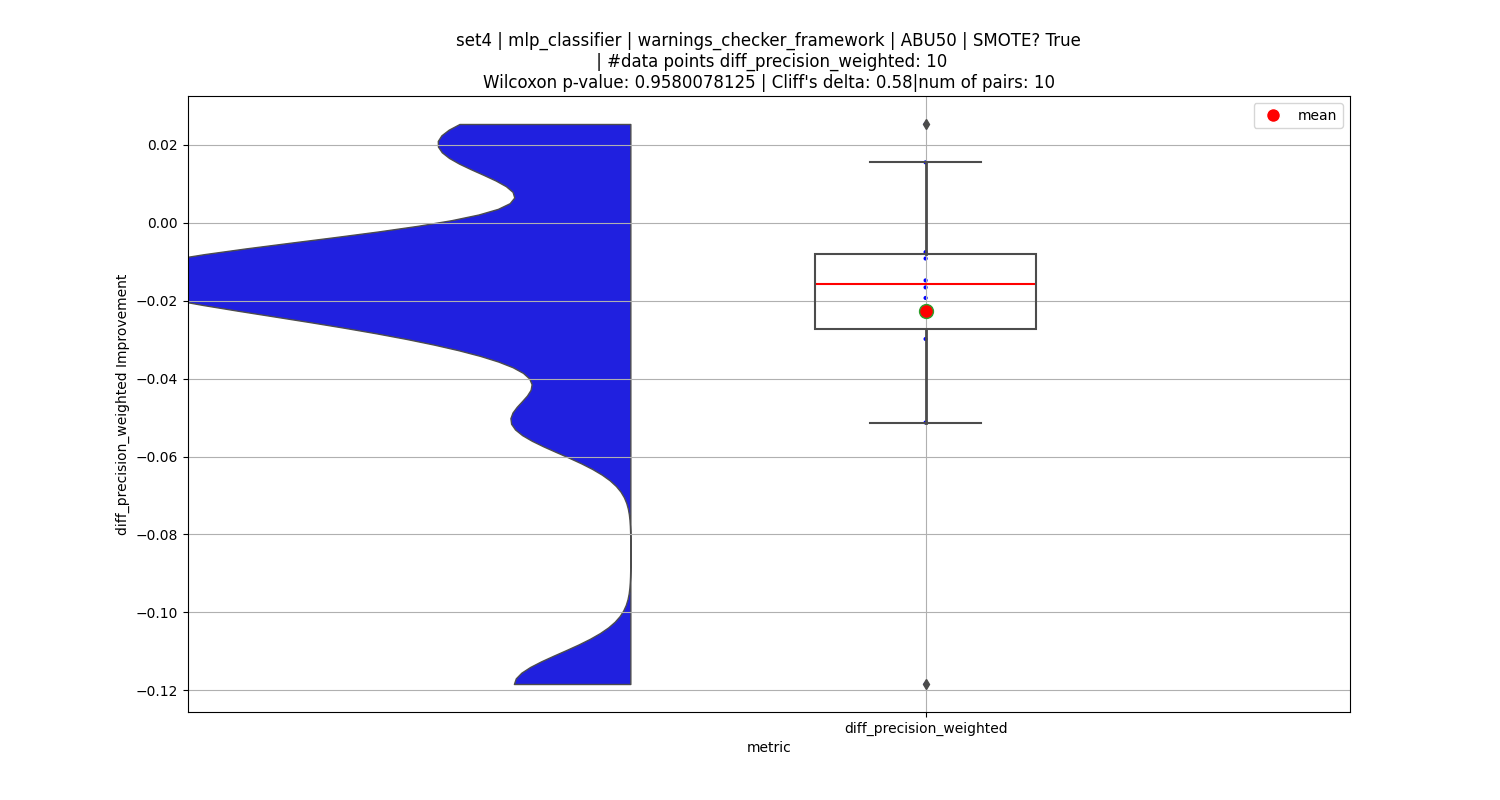 set4 | mlp_classifier | warnings_checker_framework | ABU50 | SMOTE? True
| #data points diff_precision_weighted: 10
Wilcoxon p-value: 0.9580078125 | Cliff's delta: 0.58|num of pairs: 10
mean
diff_precision_weighted Improvement
0.02
0.00
−0.02
−0.04
−0.06
−0.08
−0.10
−0.12
diff_precision_weighted
metric